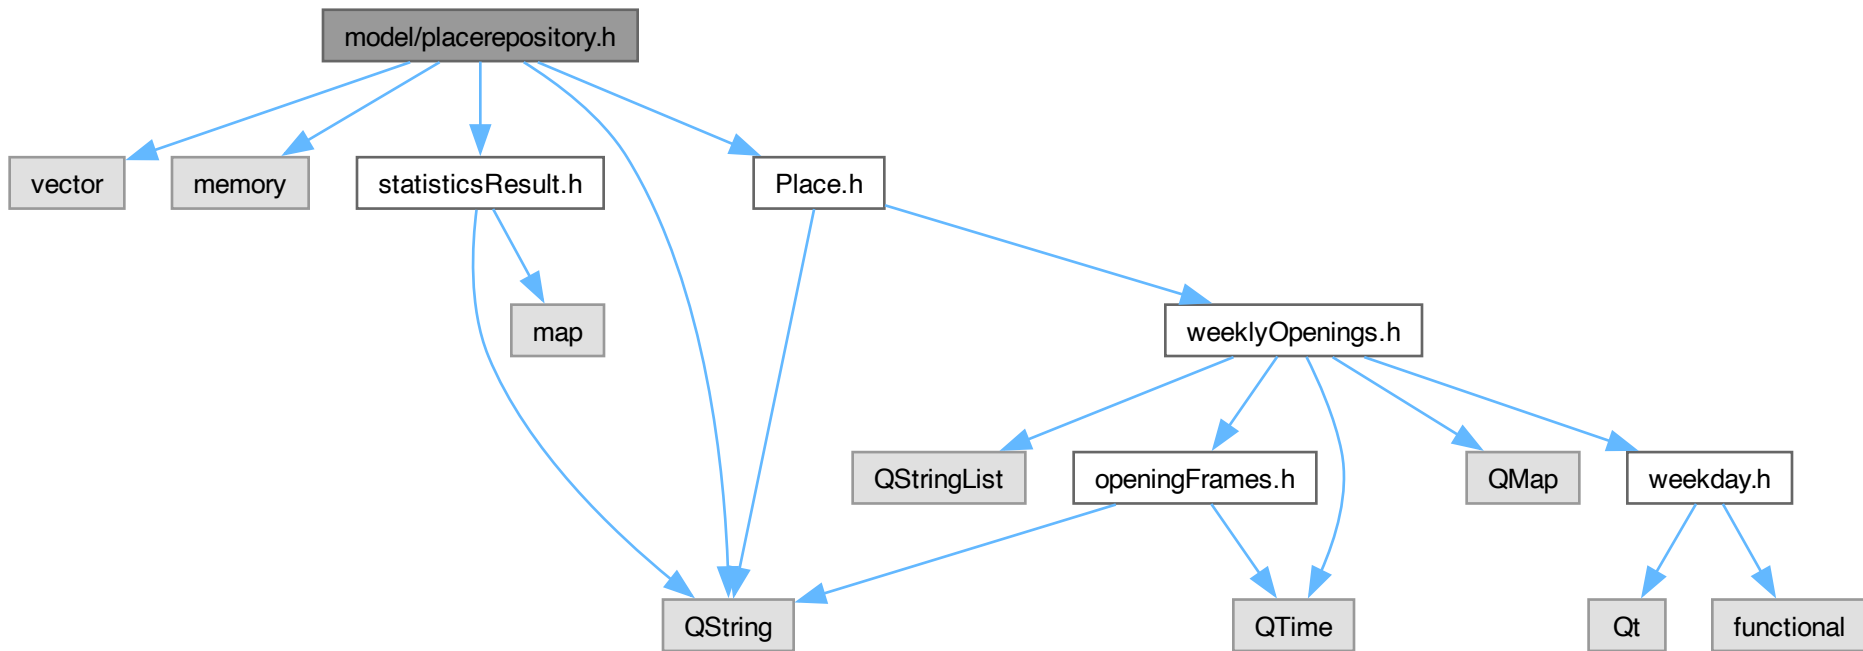 model/placerepository.h
vector
memory
statisticsResult.h
Place.h
map
weeklyOpenings.h
QStringList
openingFrames.h
QMap
weekday.h
QString
QTime
Qt
functional